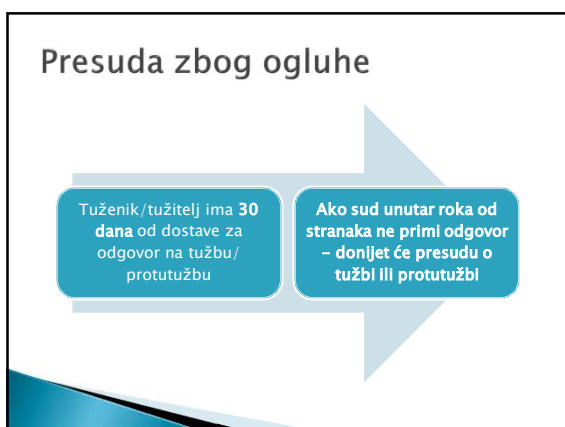 Presuda zbog ogluhe
Tuženik/tužitelj ima 30
dana od dostave za
odgovor na tužbu/
protutužbu
Ako sud unutar roka od
stranaka ne primi odgovor
– donijet će presudu o
tužbi ili protutužbi